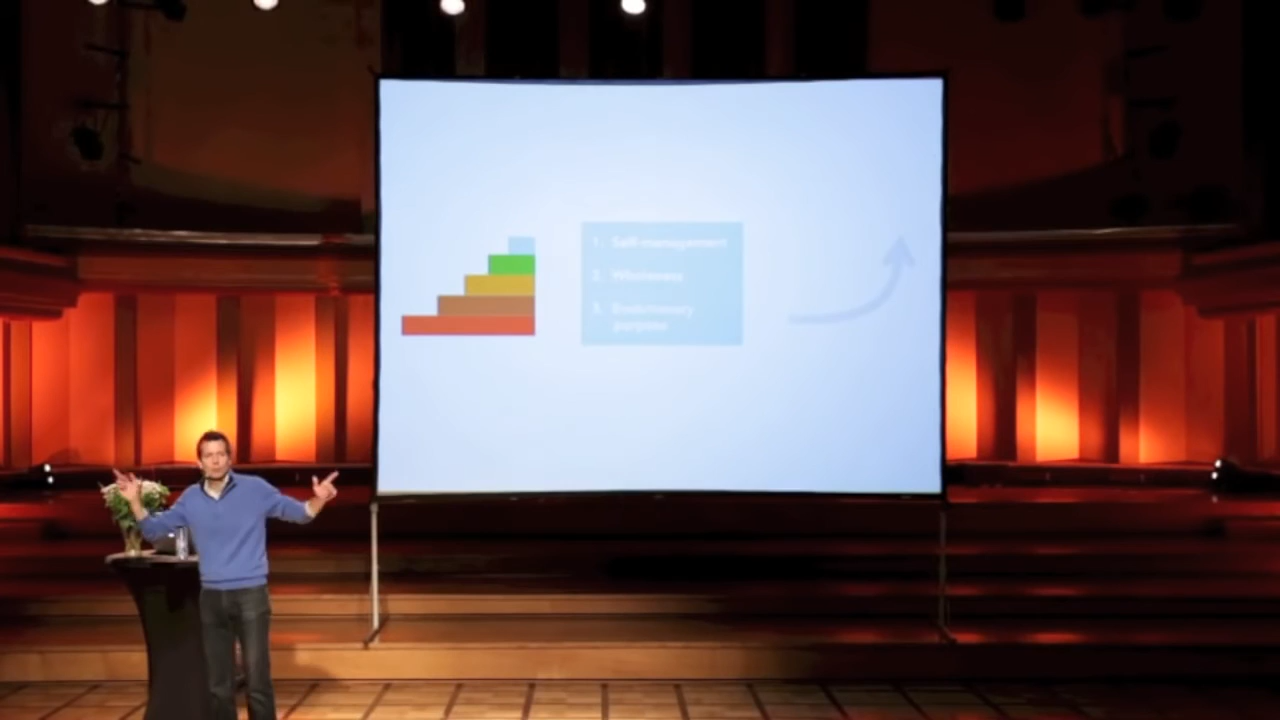 1. Self-management
2. Wholeness
3. Evolutionary
purpose